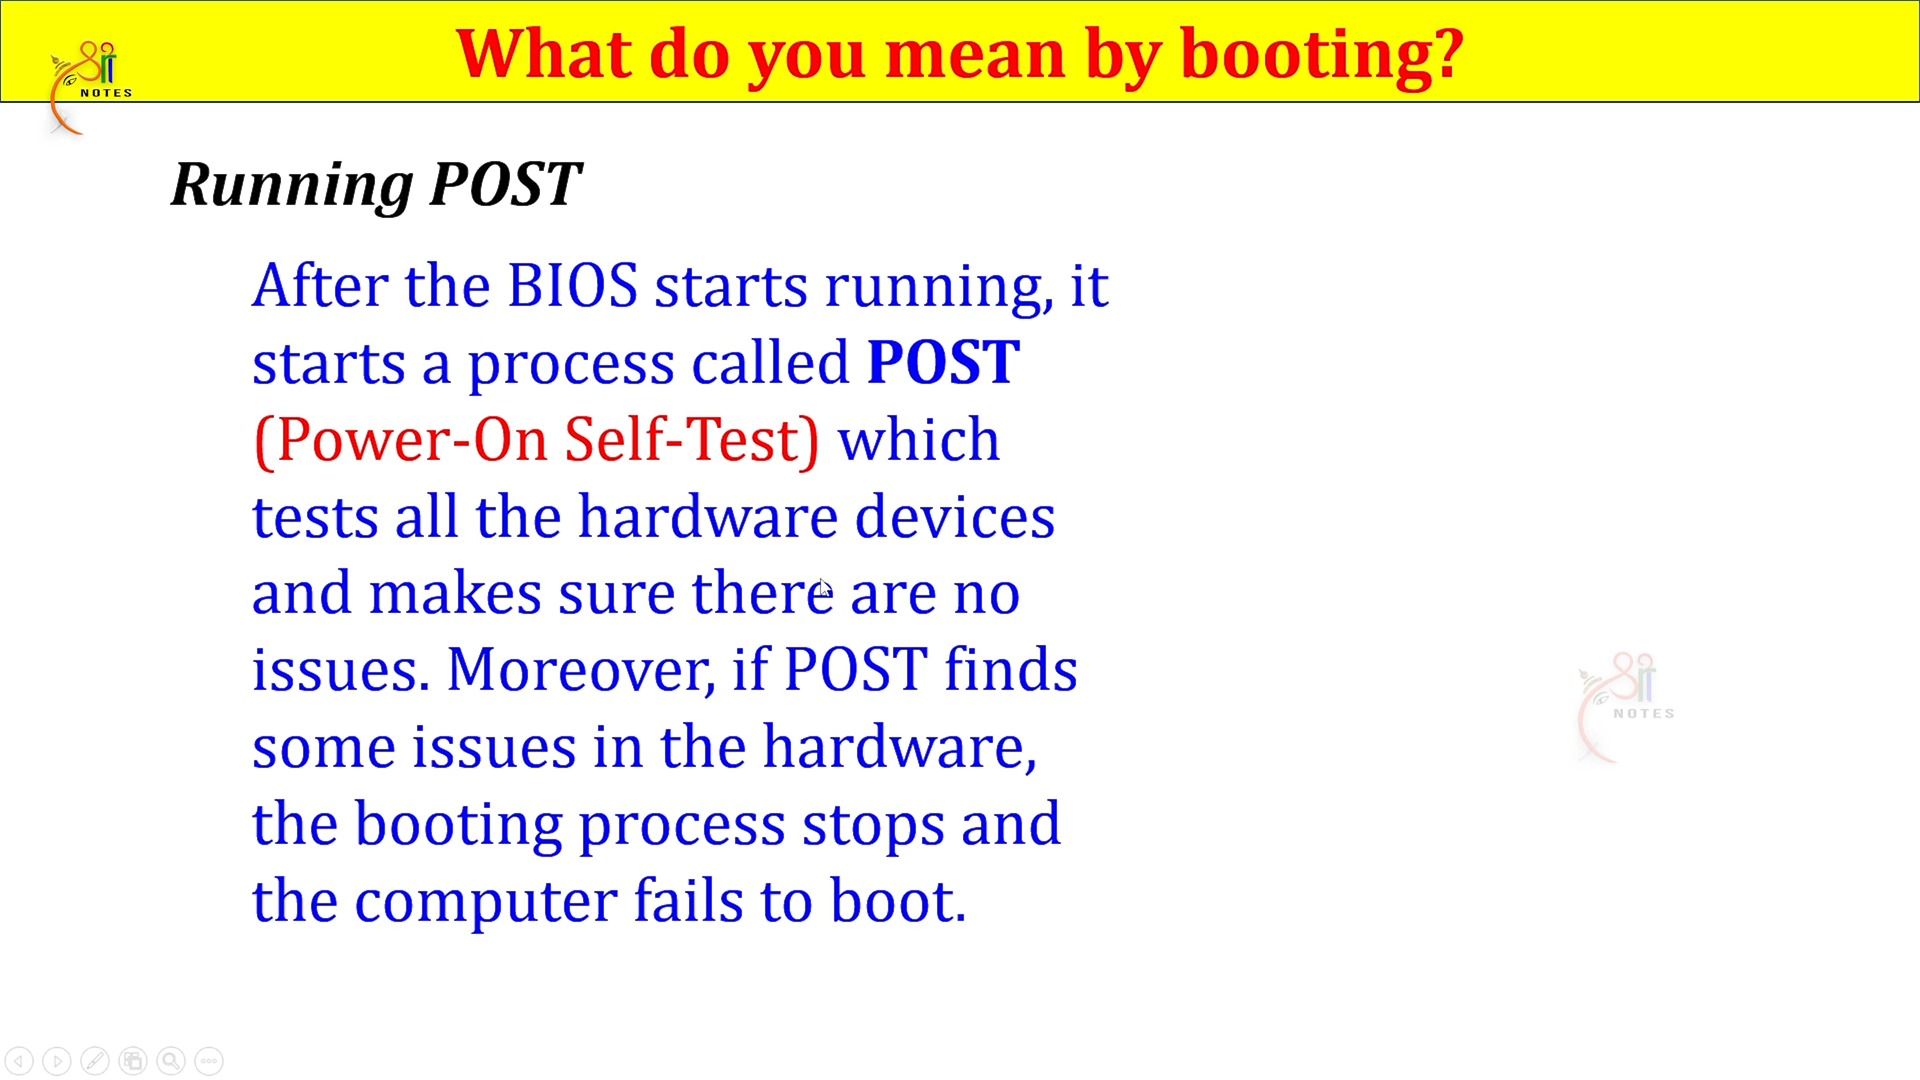 What do you mean by booting?
NOTES
Running POST
After the BIOS starts running, it
starts a process called POST
(Power-On Self-Test) which
tests all the hardware devices
and makes sure there are no
issues. Moreover, if POST finds
some issues in the hardware,
the booting process stops and
the computer fails to boot.
NOTES